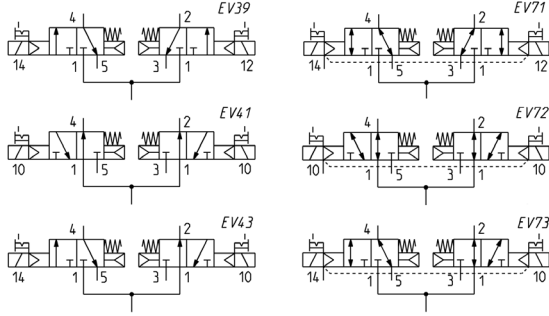 4 2 EV39
14 1 5 3 1 12
4 2 EV71
14 1 5 3 1 12
4 2 EV41
10 1 5 3 1 10
4 2 EV72
10 1 5 3 1 10
4 2 EV43
14 1 5 3 1 10
4 2 EV73
14 1 5 3 1 10